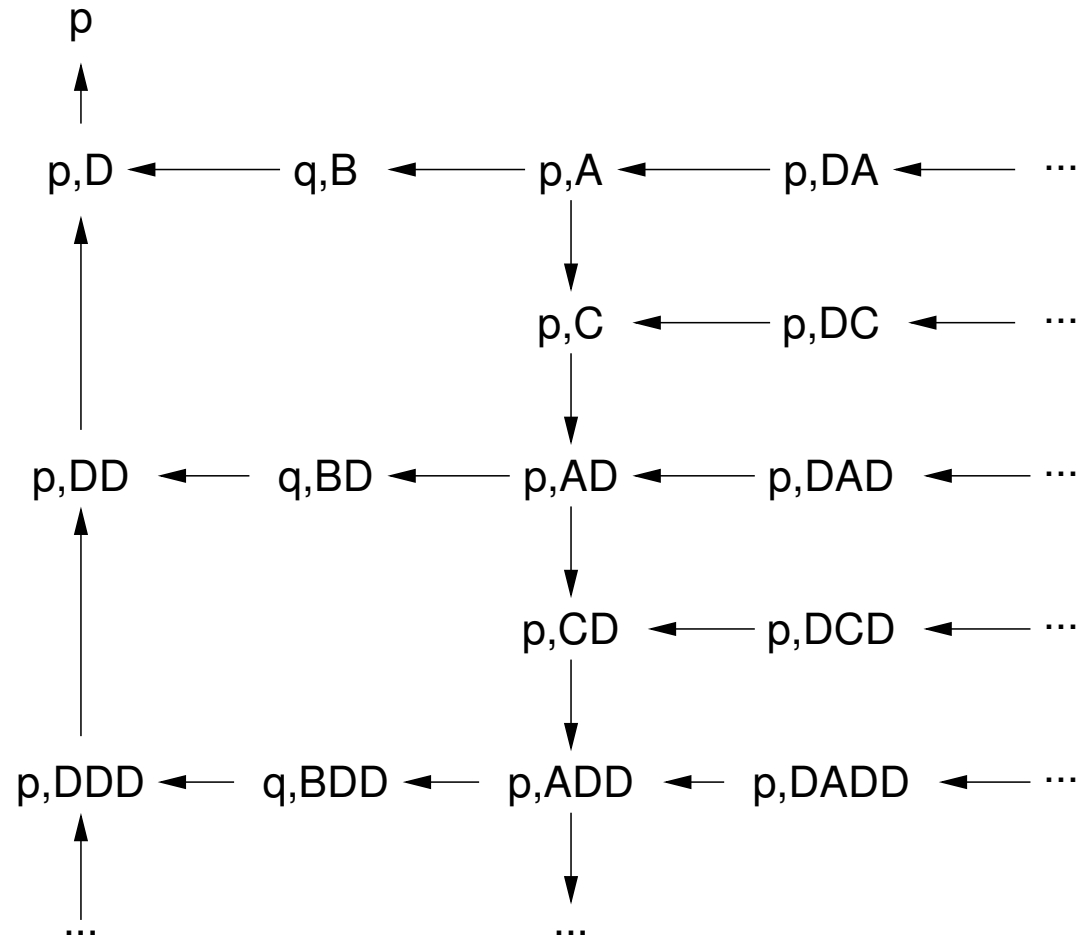 p
p,D q,B p,A p,DA ...
p,C p,DC ...
p,DD q,BD p,AD p,DAD ...
p,CD p,DCD ...
p,DDD q,BDD p,ADD p,DADD ...
... ...